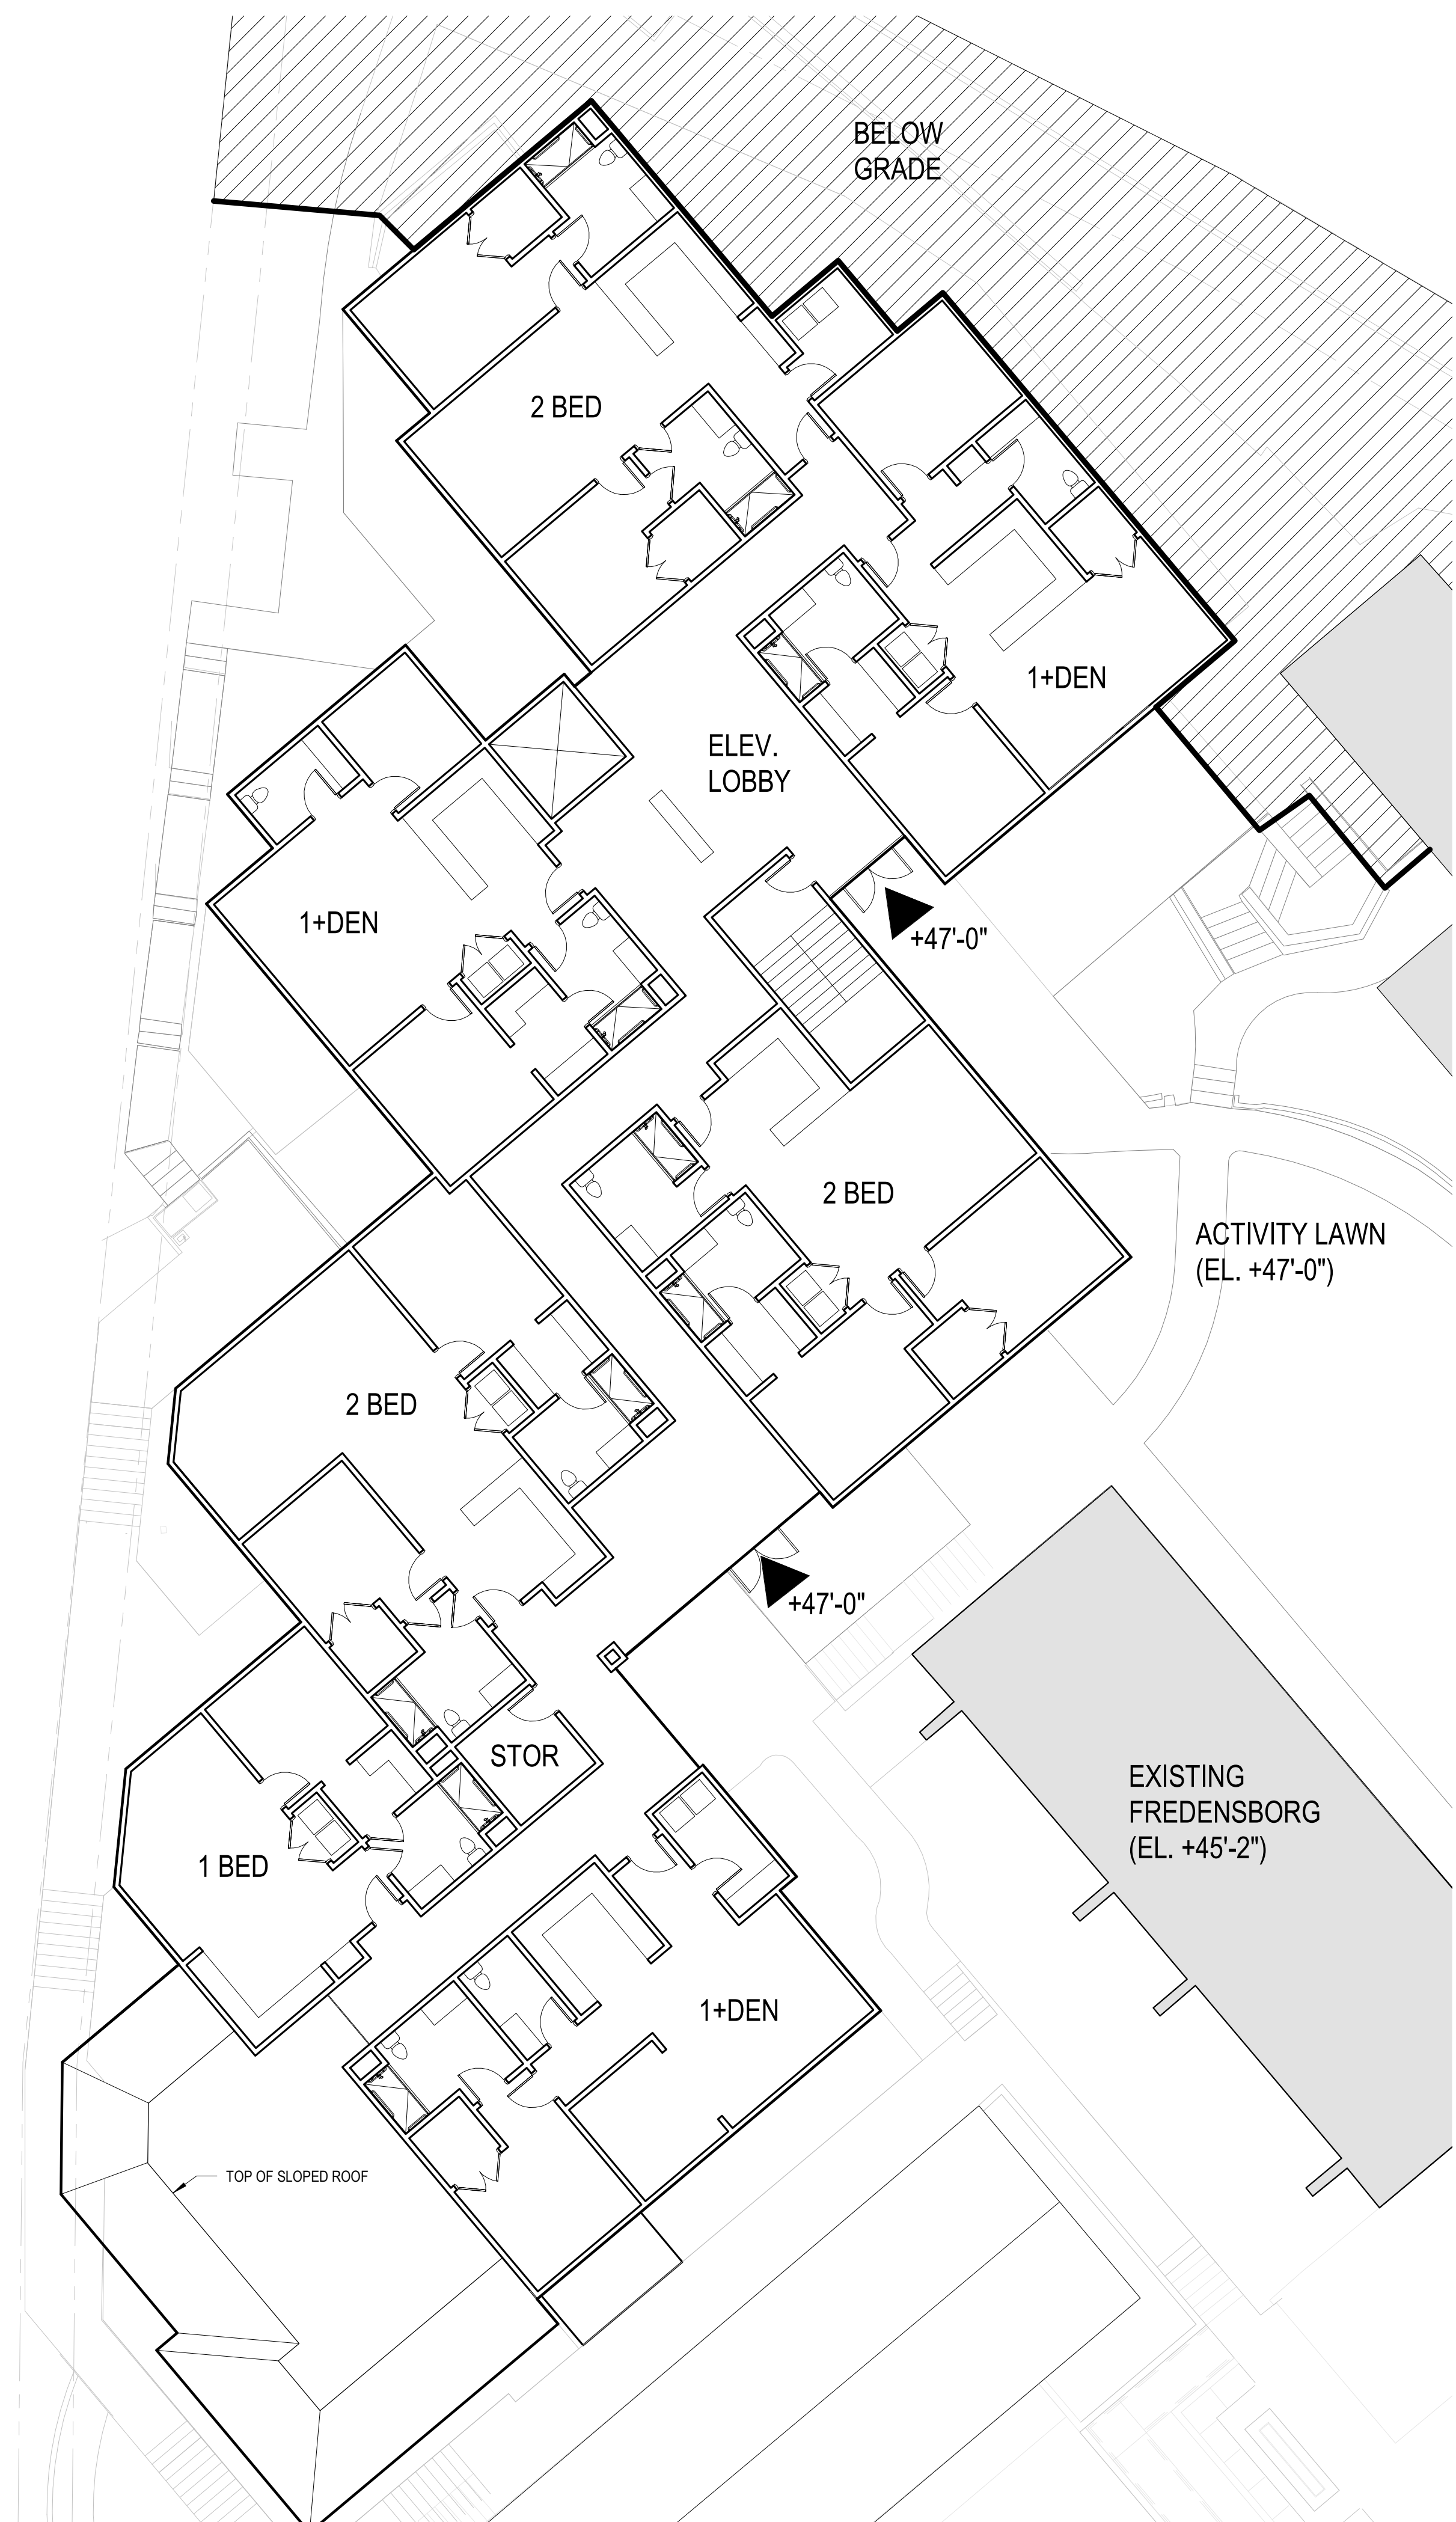 BELOW
GRADE
2 BED
1+DEN
ELEV.
LOBBY
1+DEN
+47'-0"
2 BED
ACTIVITY LAWN
(EL. +47'-0")
2 BED
+47'-0"
STOR
EXISTING
FREDENSBORG
(EL. +45'-2")
1 BED
1+DEN
TOP OF SLOPED ROOF